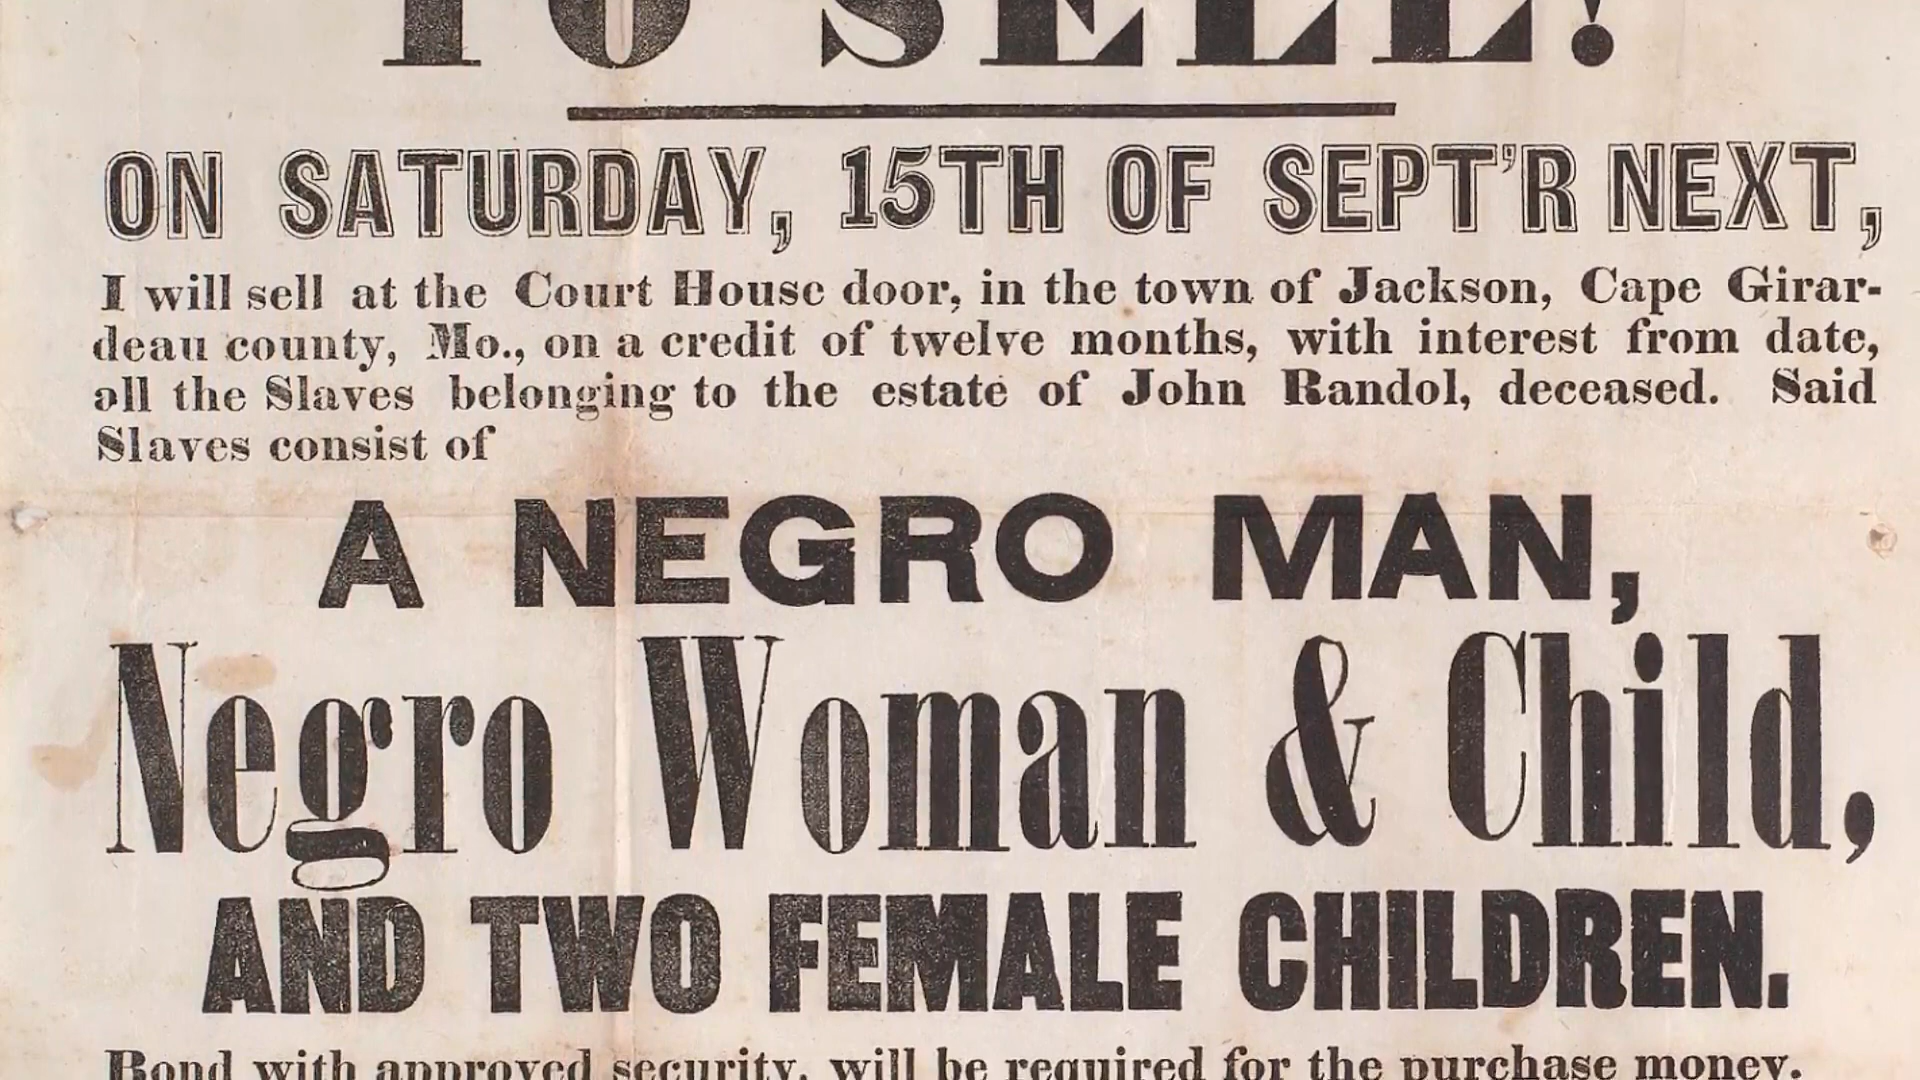 TO SELL!
ON SATURDAY, 15TH OF SEPT'R NEXT,
I will sell at the Court House door, in the town of Jackson, Cape Girar-
deau county, Mo., on a credit of twelve months, with interest from date,
all the Slaves belonging to the estate of John Randol, deceased. Said
Slaves consist of
A NEGRO MAN,
Negro Woman & Child,
AND TWO FEMALE CHILDREN.
Bond with approved security, will be required for the purchase money.